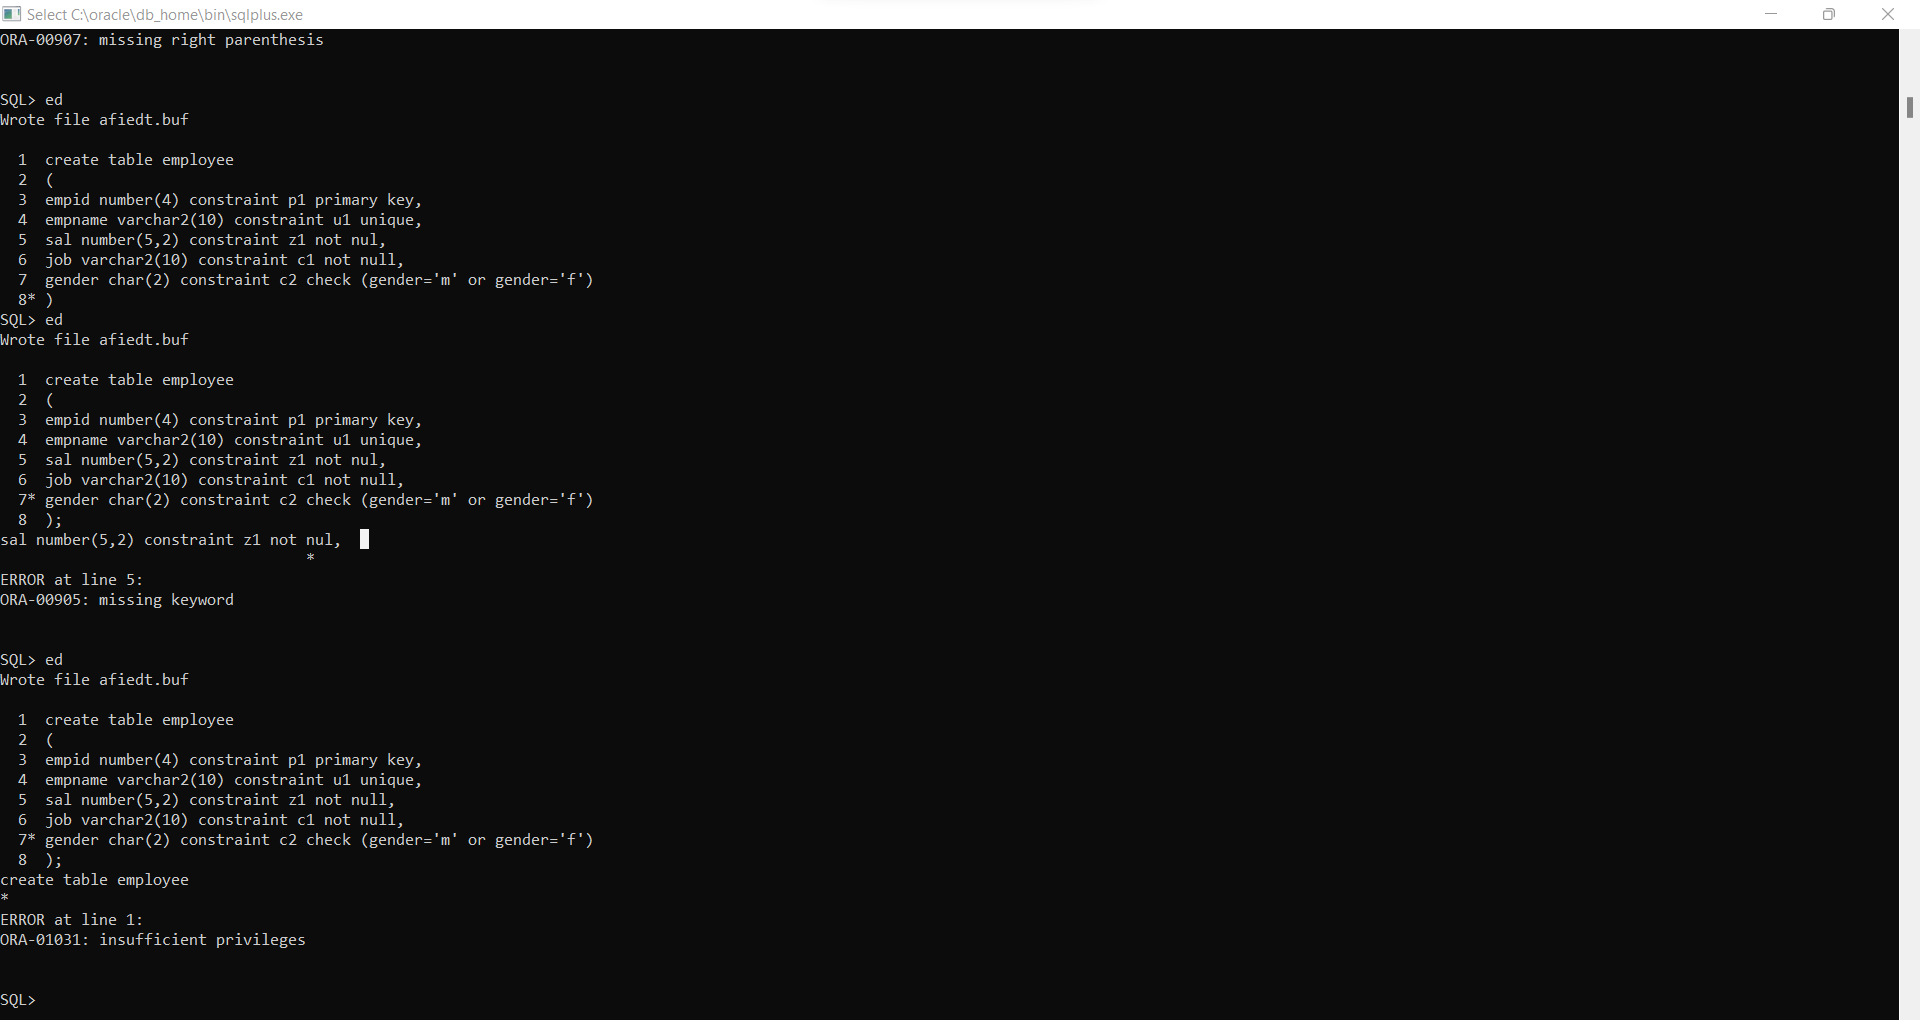 Select C:\oracle\db_home\bin\sqlplus.exe
ORA-00907: missing right parenthesis
SQL> ed
Wrote file afiedt.buf
1 create table employee
2 (
3 empid number(4) constraint p1 primary key,
4 empname varchar2(10) constraint u1 unique,
5 sal number(5,2) constraint z1 not nul,
6 job varchar2(10) constraint c1 not null,
7 gender char(2) constraint c2 check (gender='m' or gender='f')
8* )
SQL> ed
Wrote file afiedt.buf
1 create table employee
2 (
3 empid number(4) constraint p1 primary key,
4 empname varchar2(10) constraint u1 unique,
5 sal number(5,2) constraint z1 not nul,
6 job varchar2(10) constraint c1 not null,
7* gender char(2) constraint c2 check (gender='m' or gender='f')
8 );
sal number(5,2) constraint z1 not nul,
*
ERROR at line 5:
ORA-00905: missing keyword
SQL> ed
Wrote file afiedt.buf
1 create table employee
2 (
3 empid number(4) constraint p1 primary key,
4 empname varchar2(10) constraint u1 unique,
5 sal number(5,2) constraint z1 not null,
6 job varchar2(10) constraint c1 not null,
7* gender char(2) constraint c2 check (gender='m' or gender='f')
8 );
create table employee
*
ERROR at line 1:
ORA-01031: insufficient privileges
SQL>